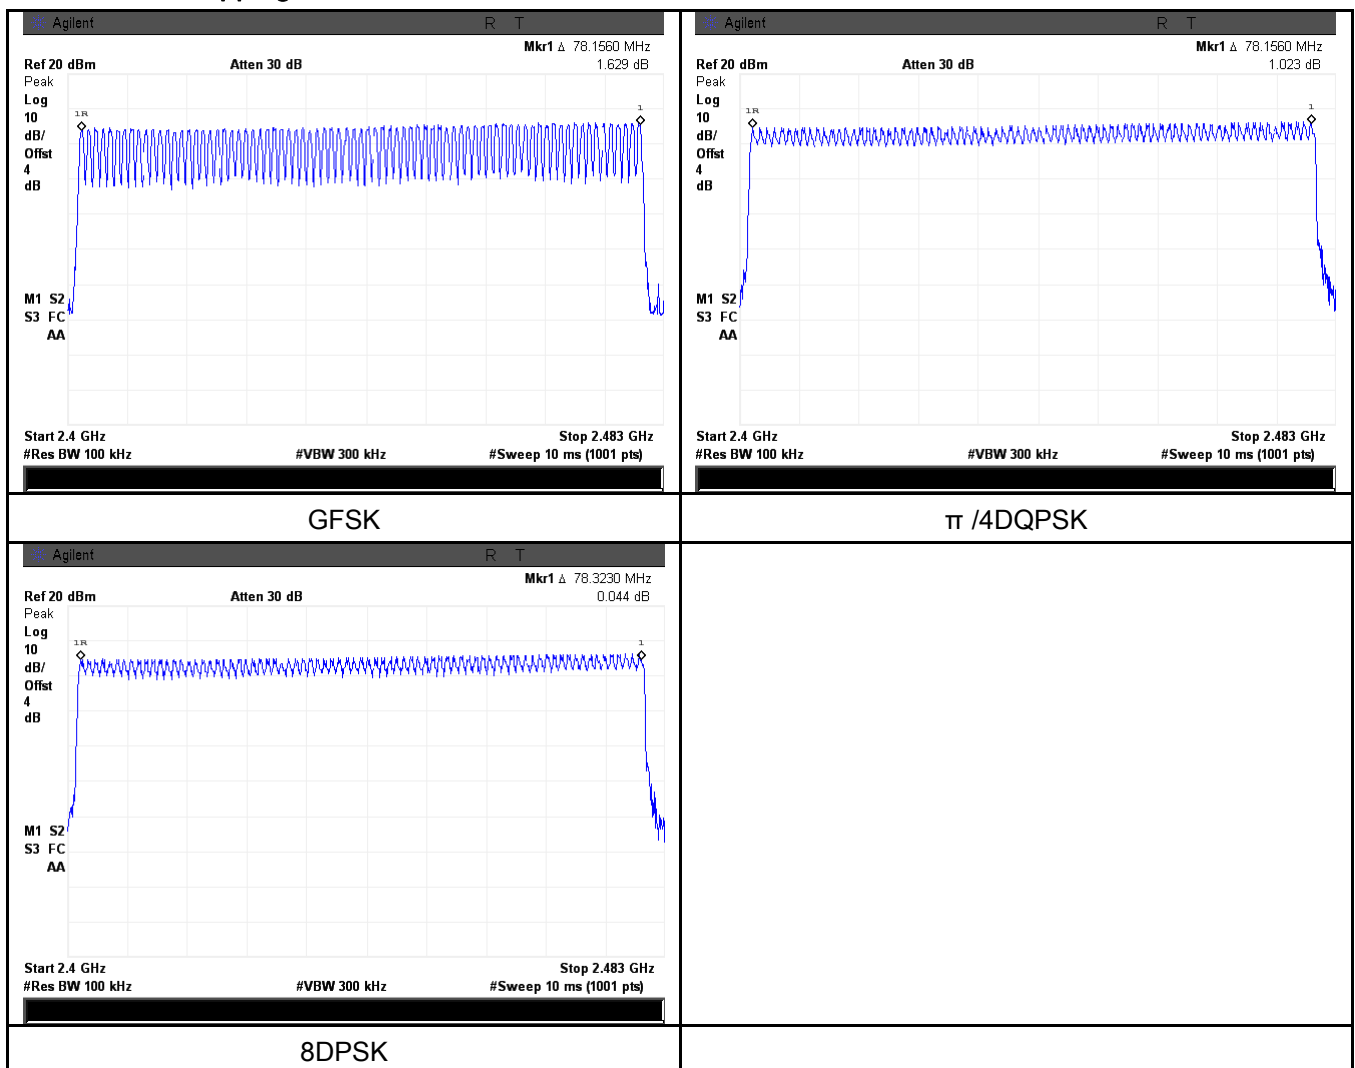 Agilent R T
Mkr1 Δ 78.1560 MHz
Ref 20 dBm Atten 30 dB 1.629 dB
Peak
Log
10
dB/
Offst
4
dB
1R
1
M1 S2
S3 FC
AA
Start 2.4 GHz Stop 2.483 GHz
#Res BW 100 kHz #VBW 300 kHz #Sweep 10 ms (1001 pts)
GFSK
Agilent R T
Mkr1 Δ 78.1560 MHz
Ref 20 dBm Atten 30 dB 1.023 dB
Peak
Log
10
dB/
Offst
4
dB
1R
1
M1 S2
S3 FC
AA
Start 2.4 GHz Stop 2.483 GHz
#Res BW 100 kHz #VBW 300 kHz #Sweep 10 ms (1001 pts)
π /4DQPSK
Agilent R T
Mkr1 Δ 78.3230 MHz
Ref 20 dBm Atten 30 dB 0.044 dB
Peak
Log
10
dB/
Offst
4
dB
1R
1
M1 S2
S3 FC
AA
Start 2.4 GHz Stop 2.483 GHz
#Res BW 100 kHz #VBW 300 kHz #Sweep 10 ms (1001 pts)
8DPSK